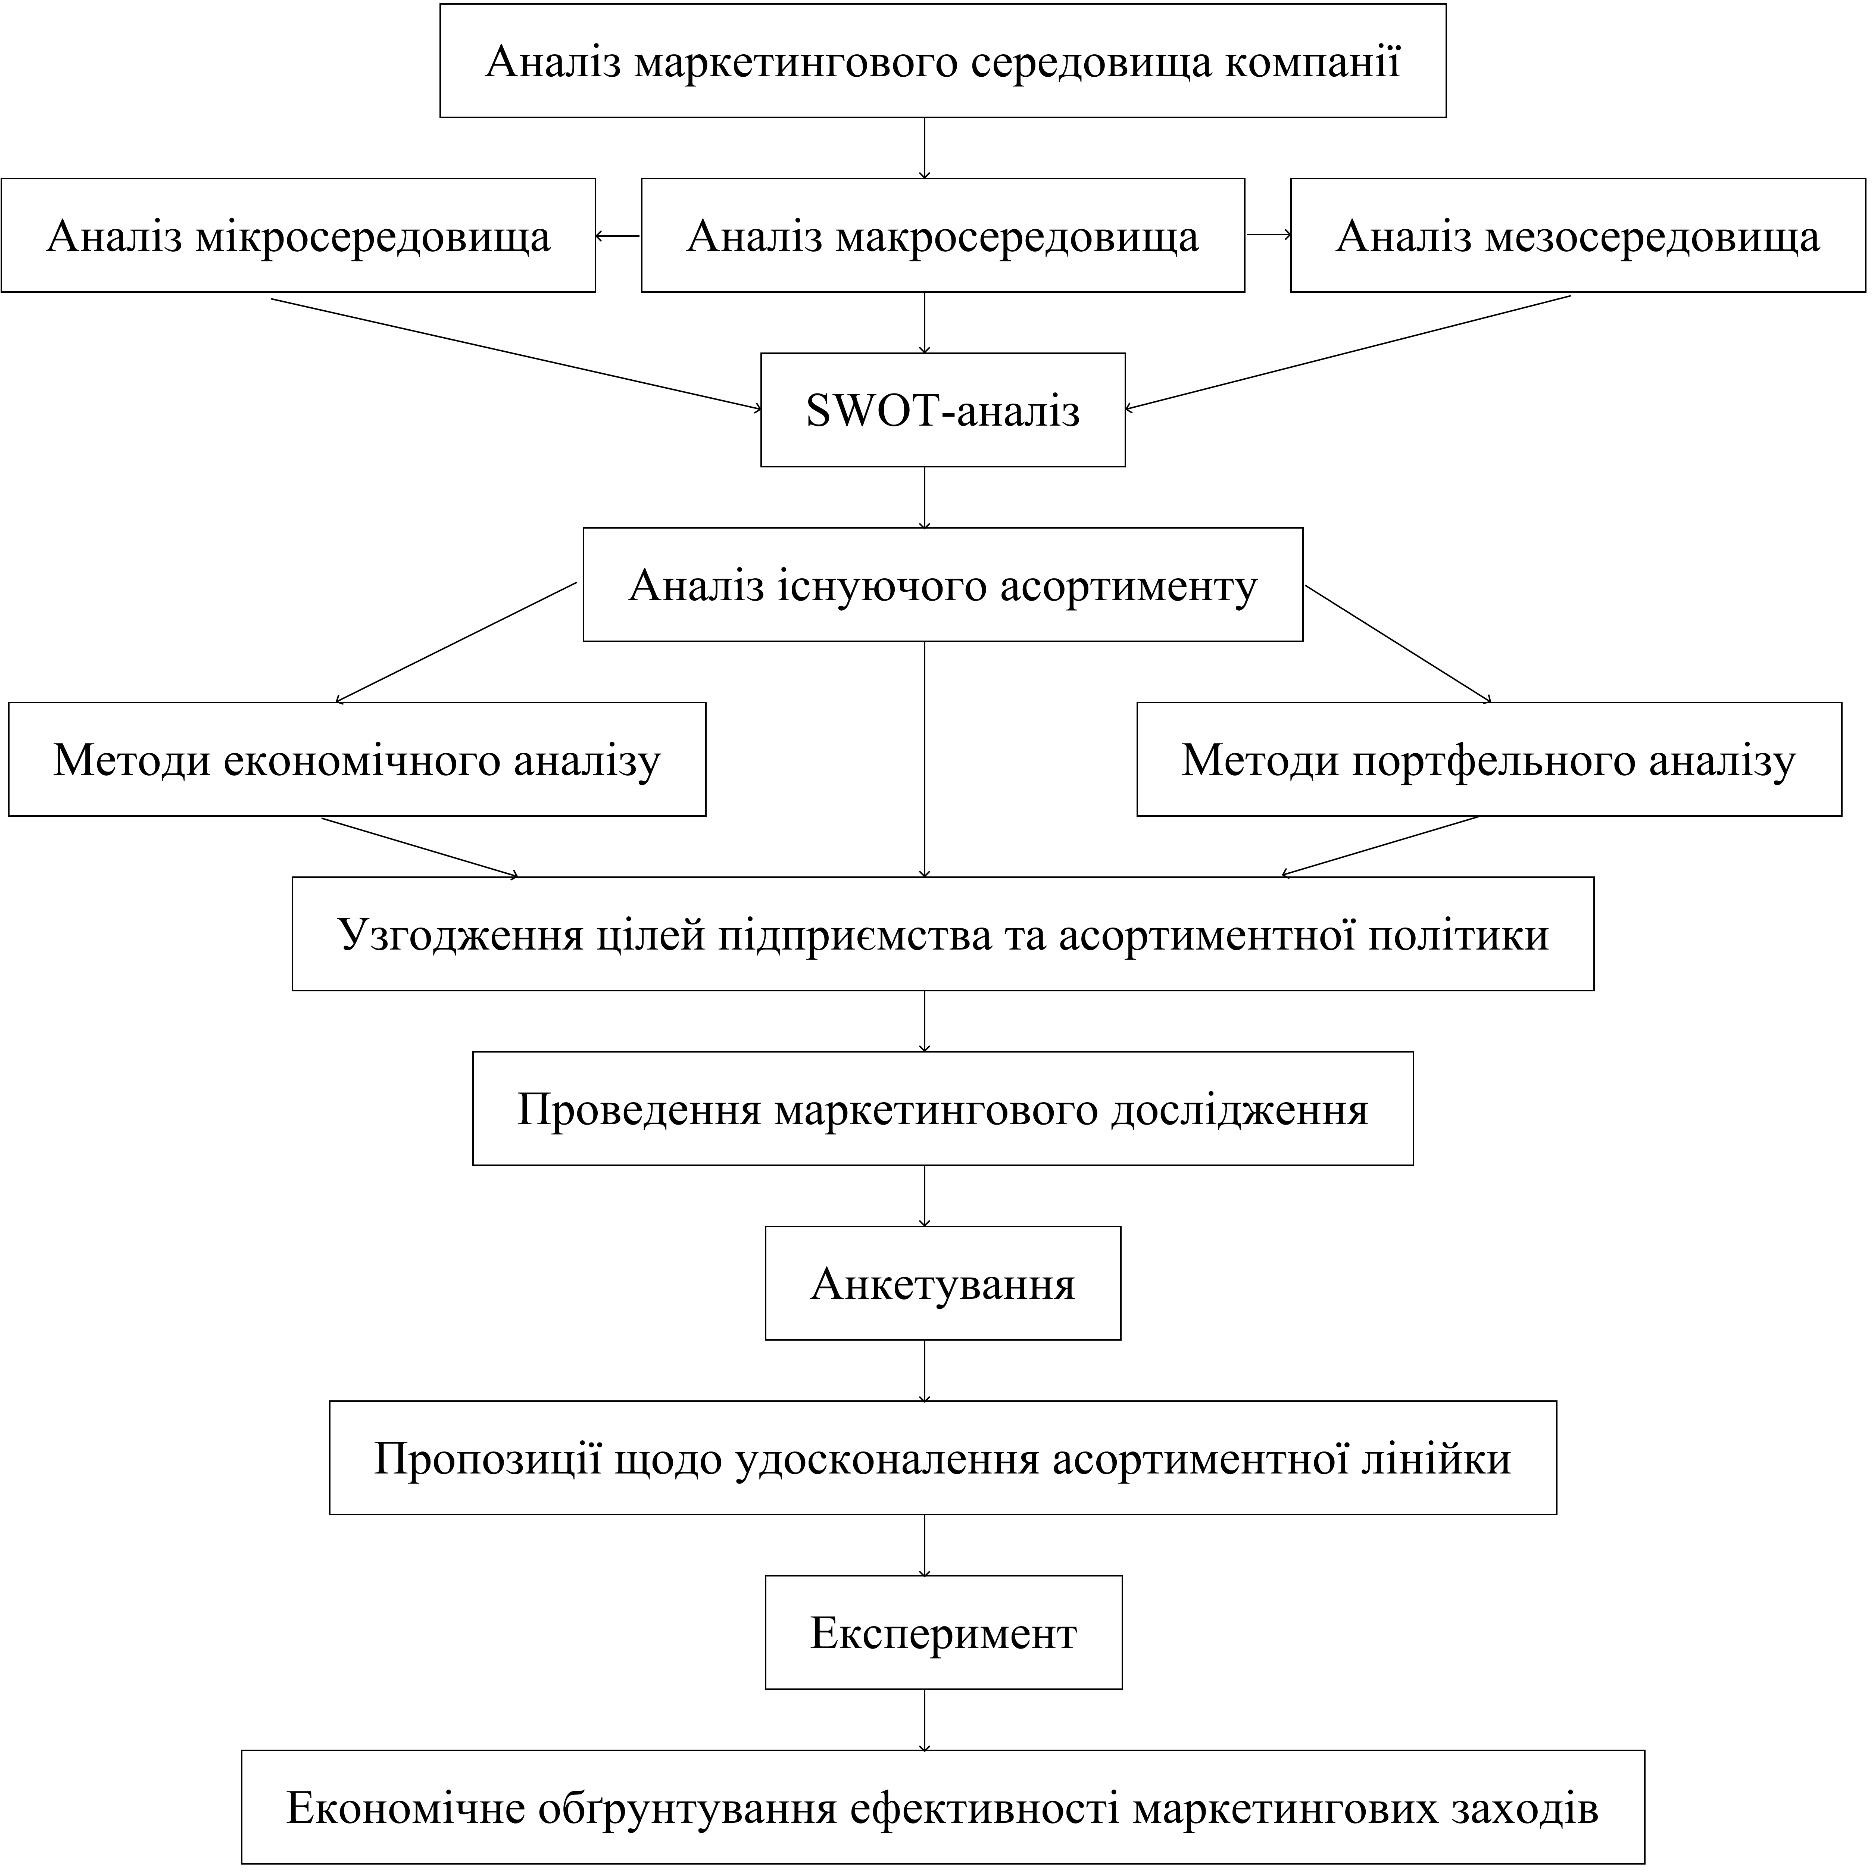 Аналіз маркетингового середовища компанії
Аналіз мікросередовища
Аналіз макросередовища
Аналіз мезосередовища
SWOT-аналіз
Аналіз існуючого асортименту
Методи економічного аналізу
Методи портфельного аналізу
Узгодження цілей підприємства та асортиментної політики
Проведення маркетингового дослідження
Анкетування
Пропозиції щодо удосконалення асортиментної лінійки
Експеримент
Економічне обґрунтування ефективності маркетингових заходів